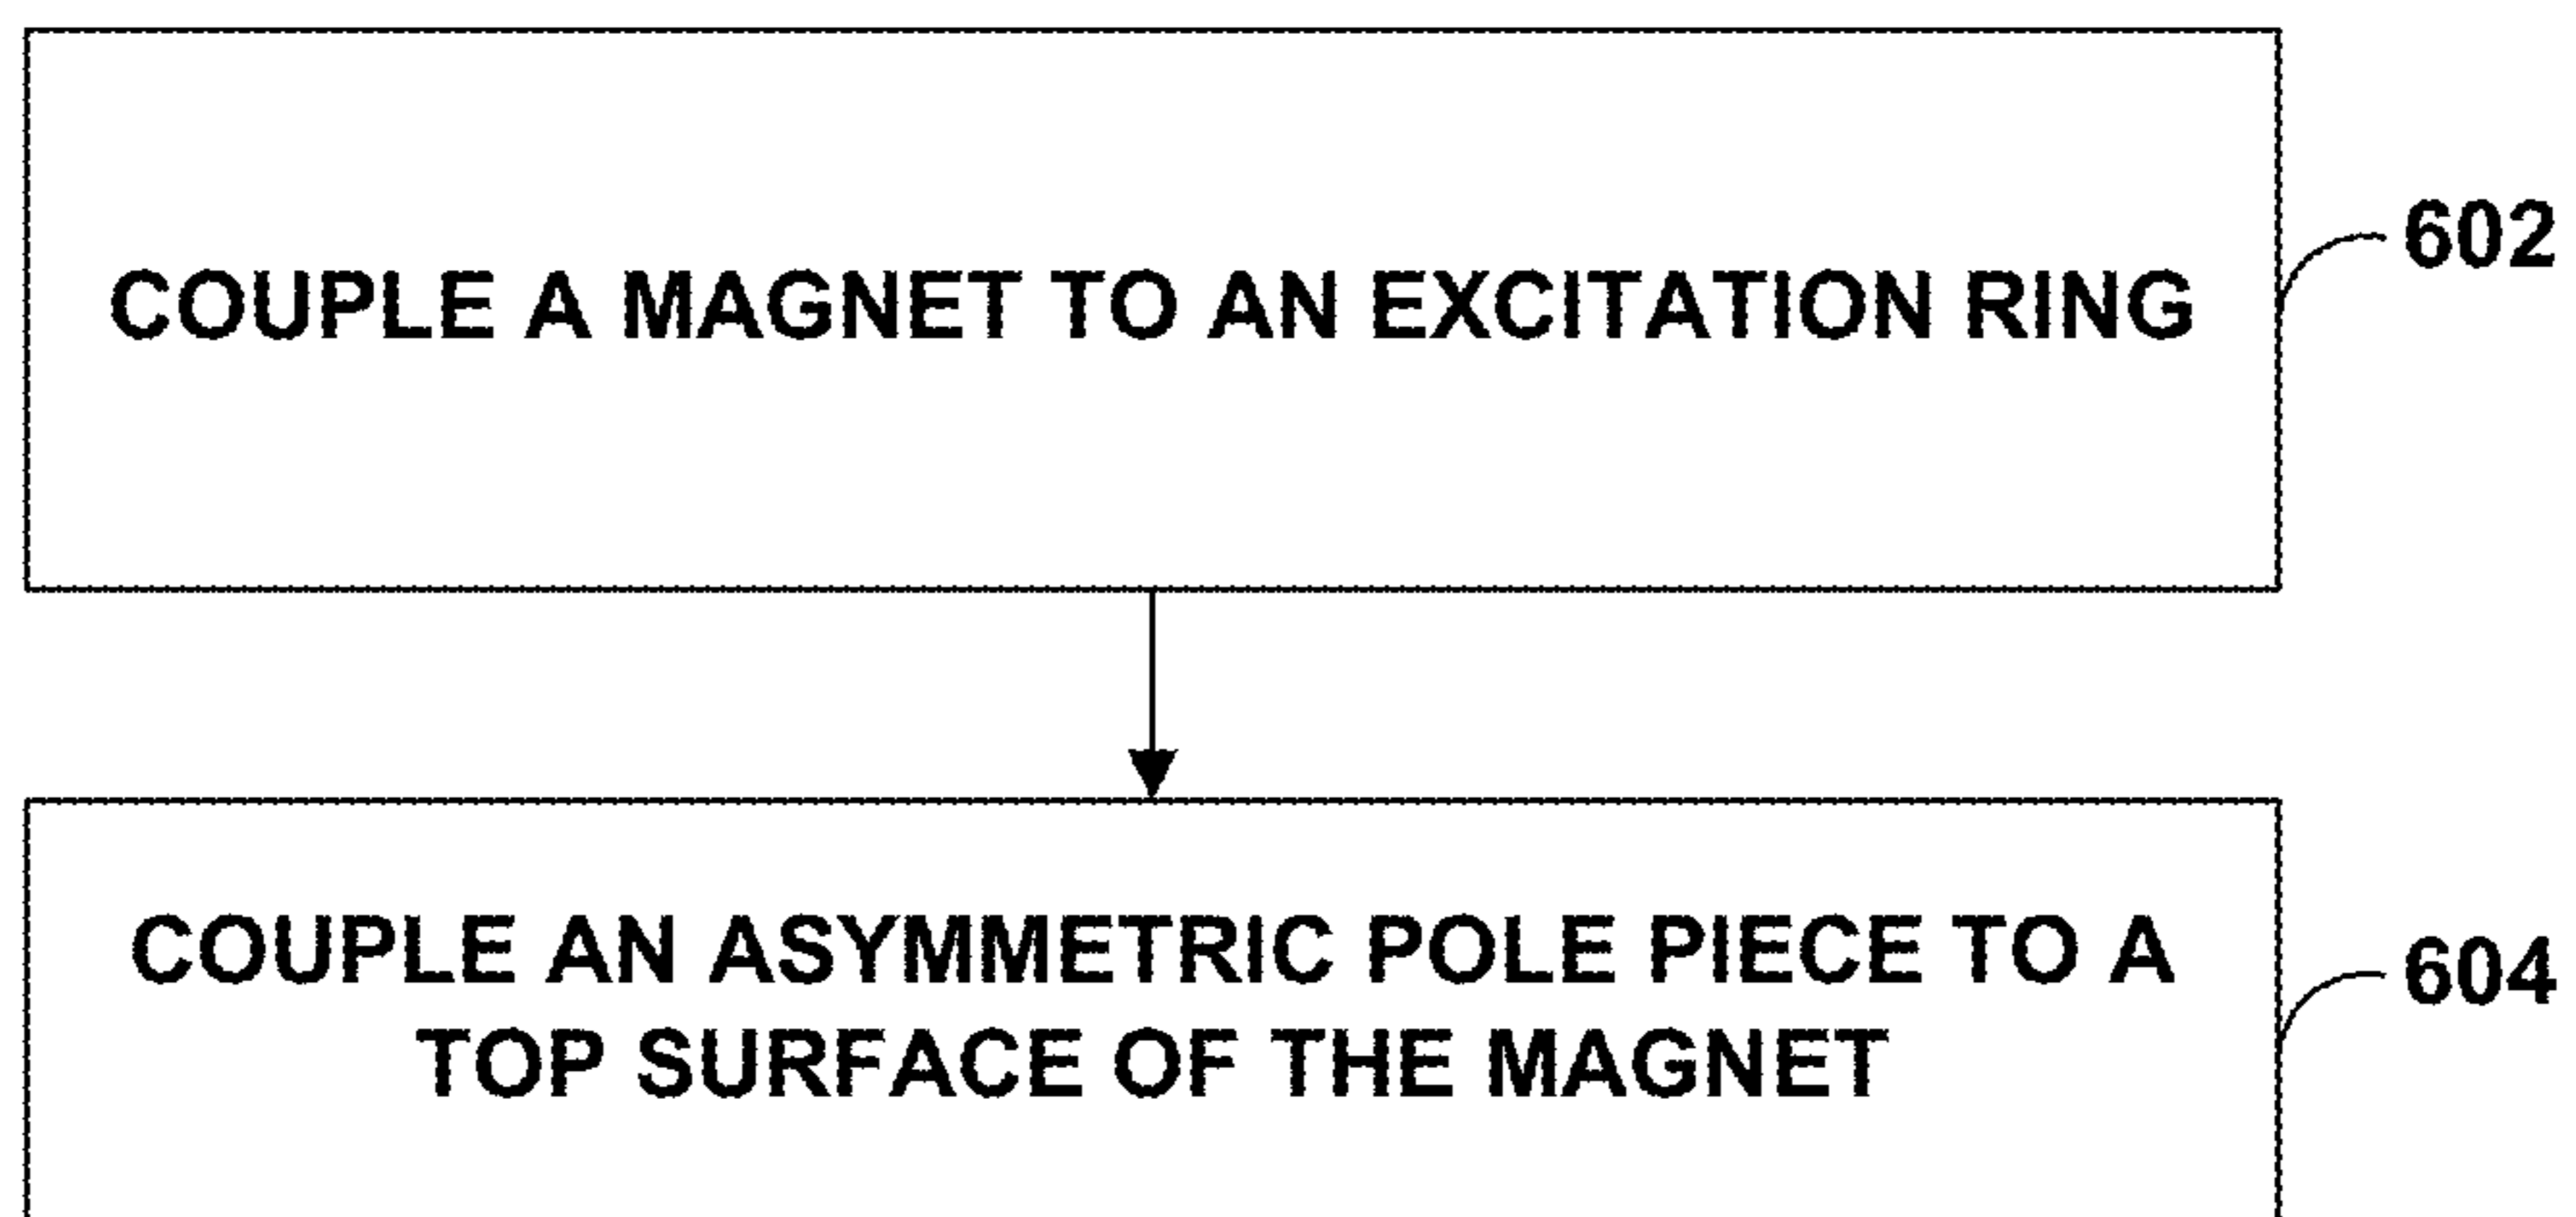 COUPLE A MAGNET TO AN EXCITATION RING
602
COUPLE AN ASYMMETRIC POLE PIECE TO A
TOP SURFACE OF THE MAGNET
604